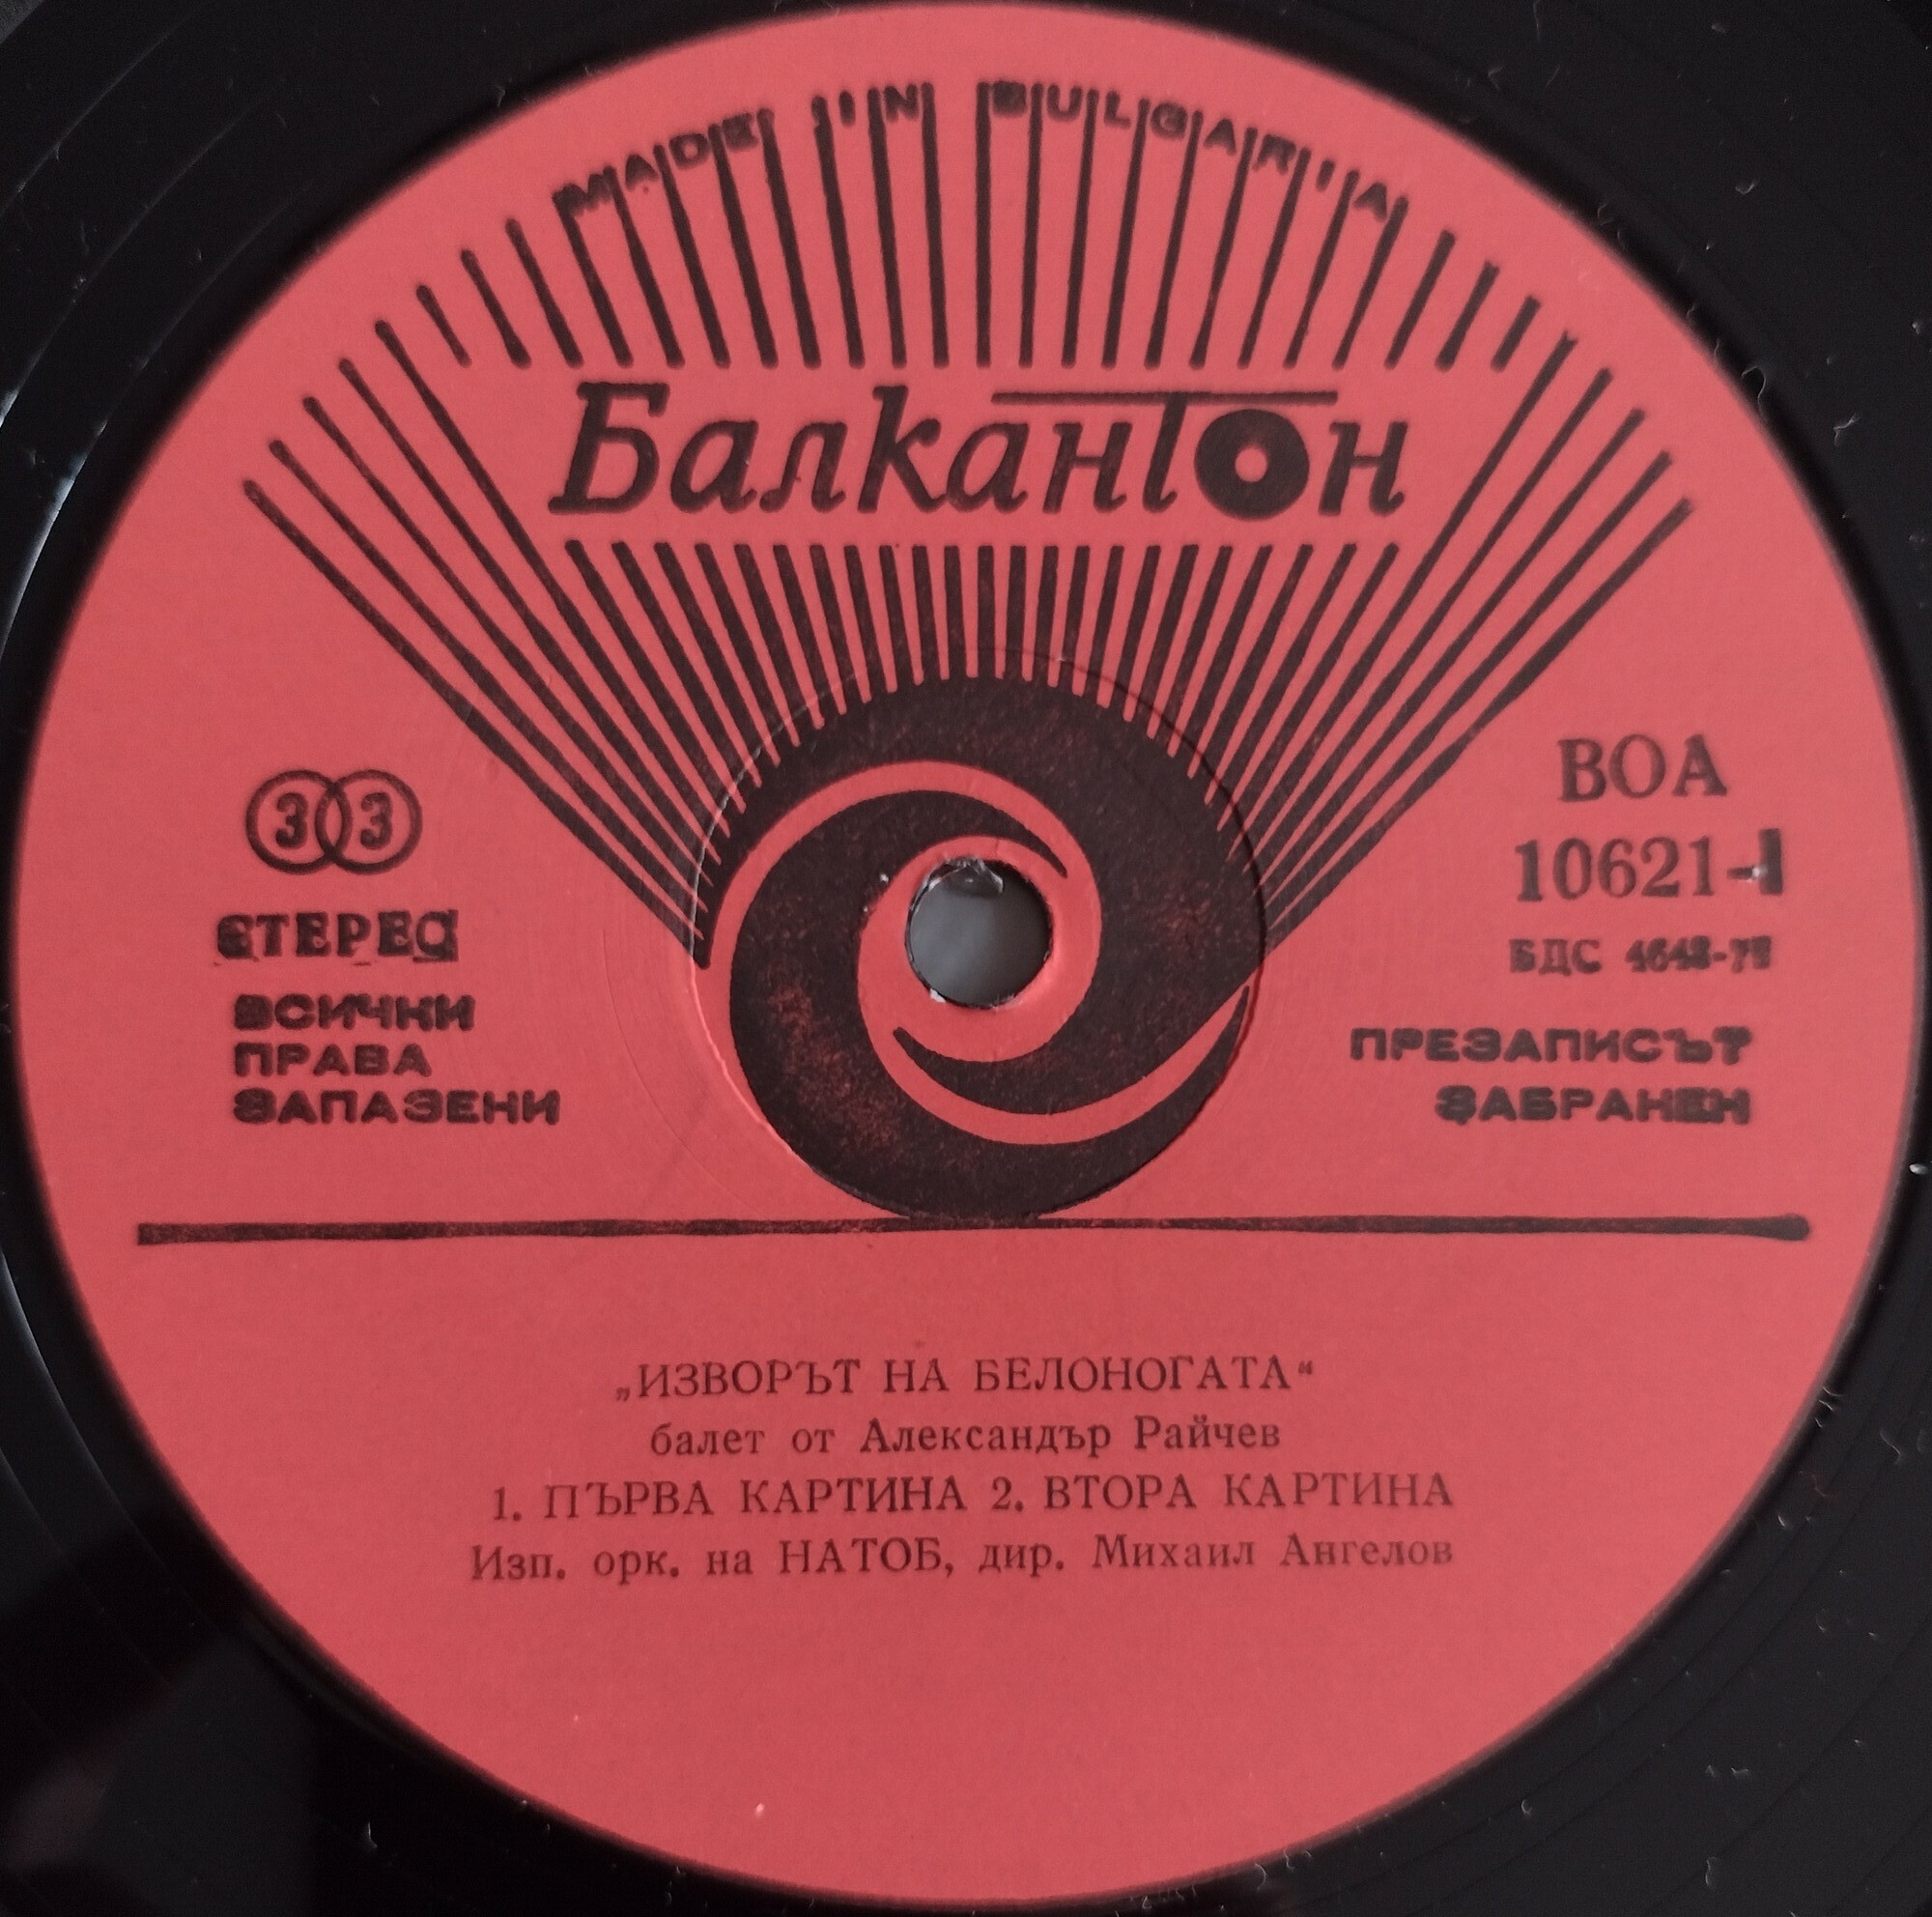 MADE IN BULGARIA
Балкантон
33
СТЕРЕО
ВСИЧКИ
ПРАВА
ЗАПАЗЕНИ
ВОА
10621-I
БДС
ПРЕЗАПИСЪТ
ЗАБРАНЕН
„ИЗВОРЪТ НА БЕЛОНОГАТА“
балет от Александър Райчев
1. ПЪРВА КАРТИНА 2. ВТОРА КАРТИНА
Изп. орк. на НАТОБ, дир. Михаил Ангелов